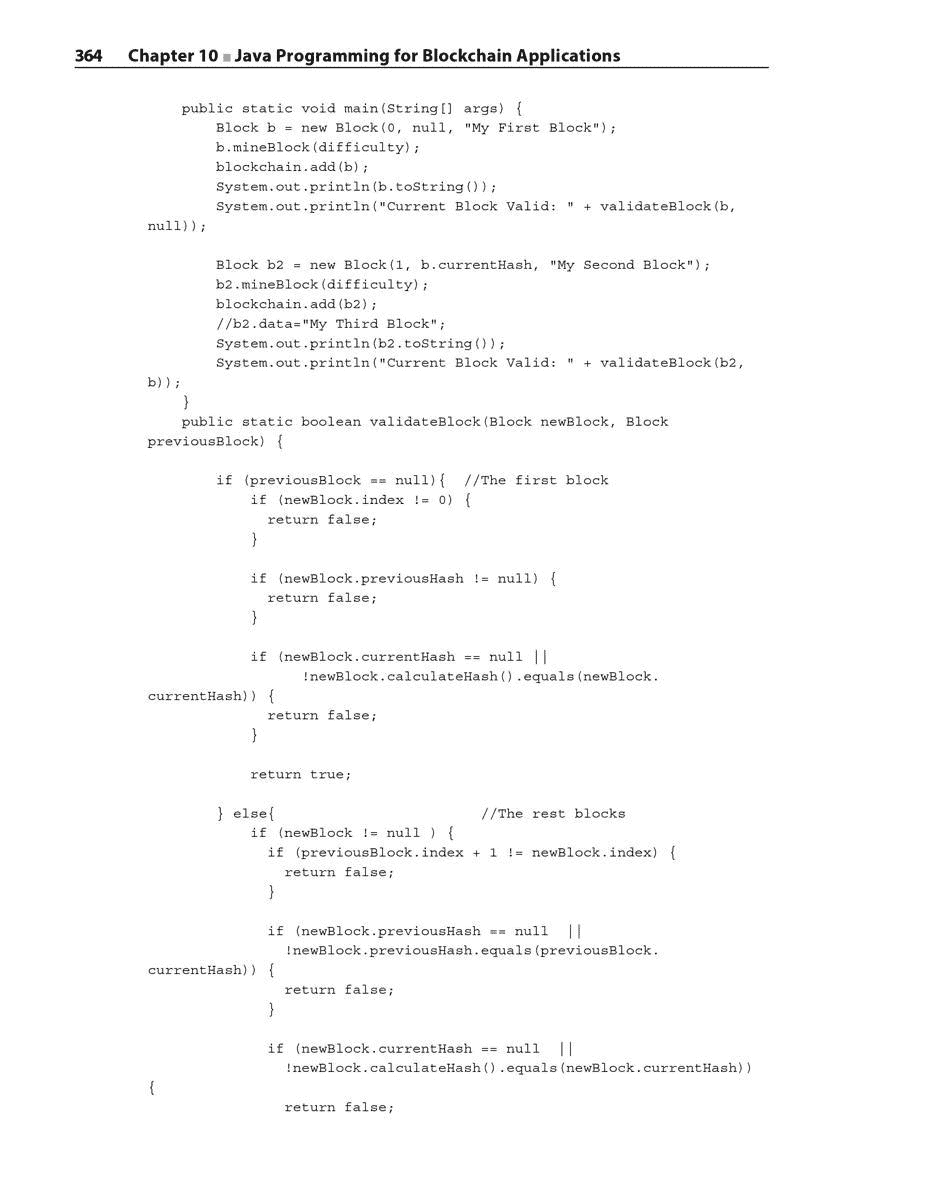 364 Chapter 10 ■ Java Programming for Blockchain Applications
public static void main(String[] args) {
Block b = new Block(0, null, "My First Block");
b.mineBlock(difficulty);
blockchain.add(b);
System.out.println(b.toString());
System.out.println("Current Block Valid: " + validateBlock(b,
null));
Block b2 = new Block(1, b.currentHash, "My Second Block");
b2.mineBlock(difficulty);
blockchain.add(b2);
//b2.data="My Third Block";
System.out.println(b2.toString());
System.out.println("Current Block Valid: " + validateBlock(b2,
b));
}
public static boolean validateBlock(Block newBlock, Block
previousBlock) {
if (previousBlock == null){ //The first block
if (newBlock.index != 0) {
return false;
}
if (newBlock.previousHash != null) {
return false;
}
if (newBlock.currentHash == null ||
!newBlock.calculateHash().equals(newBlock.
currentHash)) {
return false;
}
return true;
} else{ //The rest blocks
if (newBlock != null ) {
if (previousBlock.index + 1 != newBlock.index) {
return false;
}
if (newBlock.previousHash == null ||
!newBlock.previousHash.equals(previousBlock.
currentHash)) {
return false;
}
if (newBlock.currentHash == null ||
!newBlock.calculateHash().equals(newBlock.currentHash))
{
return false;